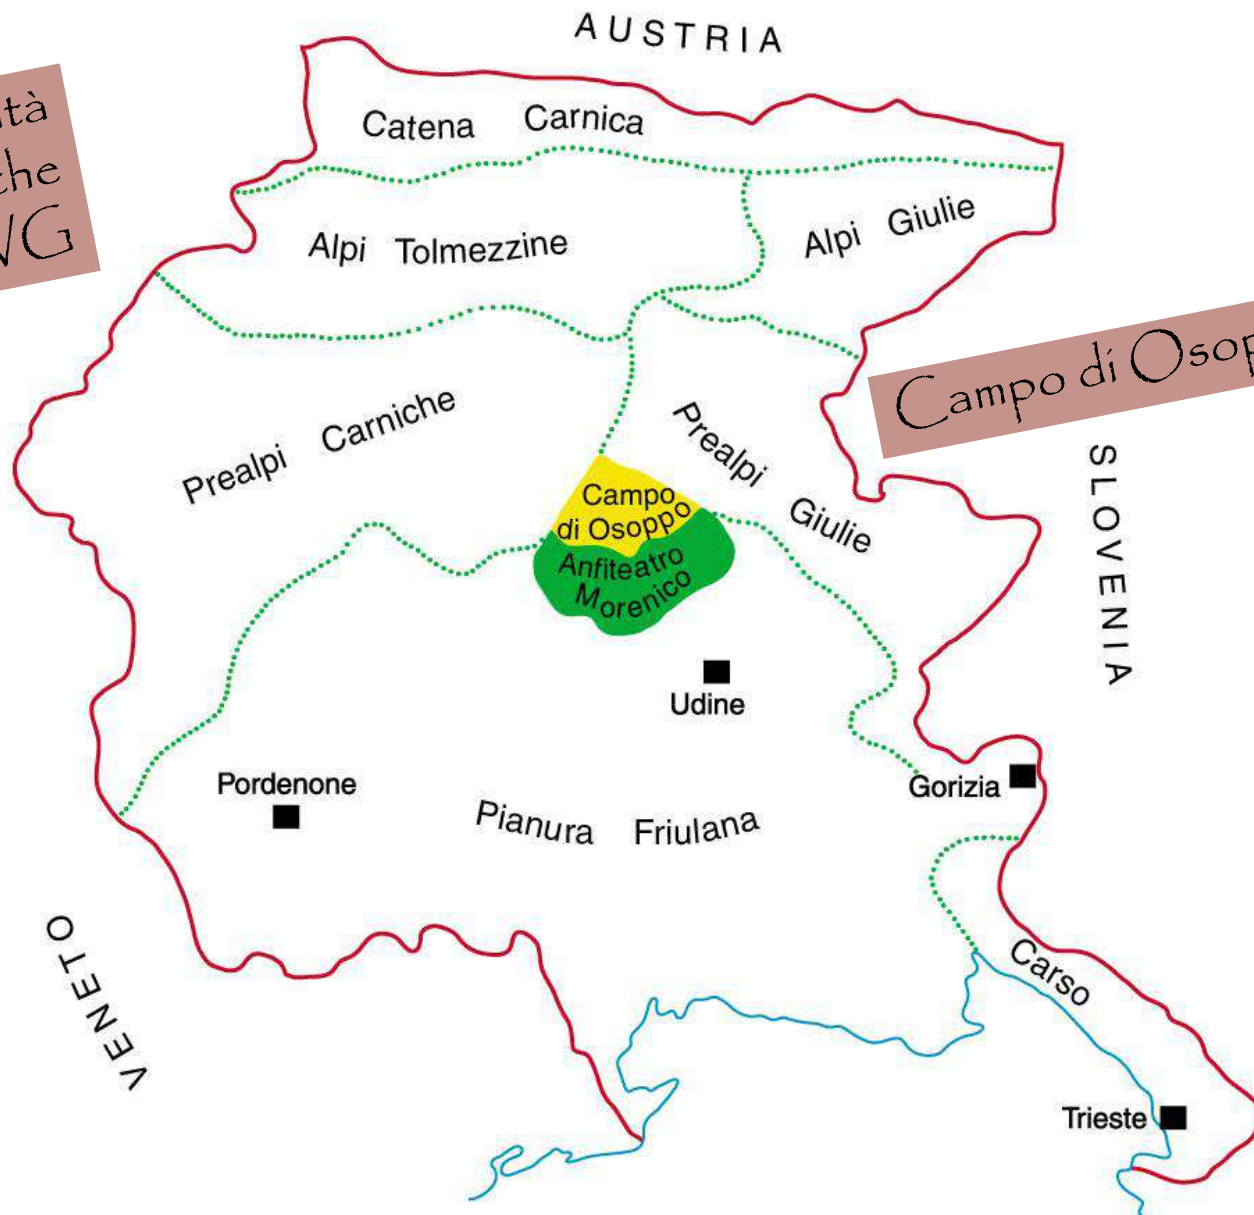 AUSTRIA
Catena Carnica
Alpi Tolmezzine
Alpi Giulie
VG
Campo di
Prealpi Carniche
Prealpi Giulie
SLOVENIA
Campo
di Osoppo
Anfiteatro
Morenico
Udine
Pordenone
Gorizia
Pianura Friulana
VENETO
Carso
Trieste